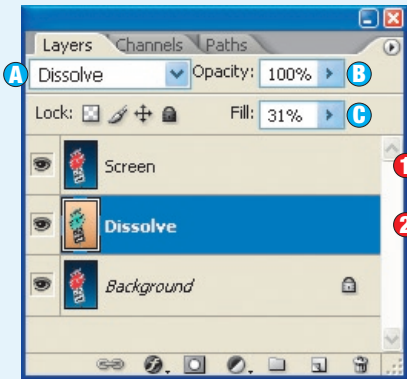 Layers Channels Paths
A Dissolve Opacity: 100% B
Lock: Fill: 31% C
Screen 1
Dissolve 2
Background